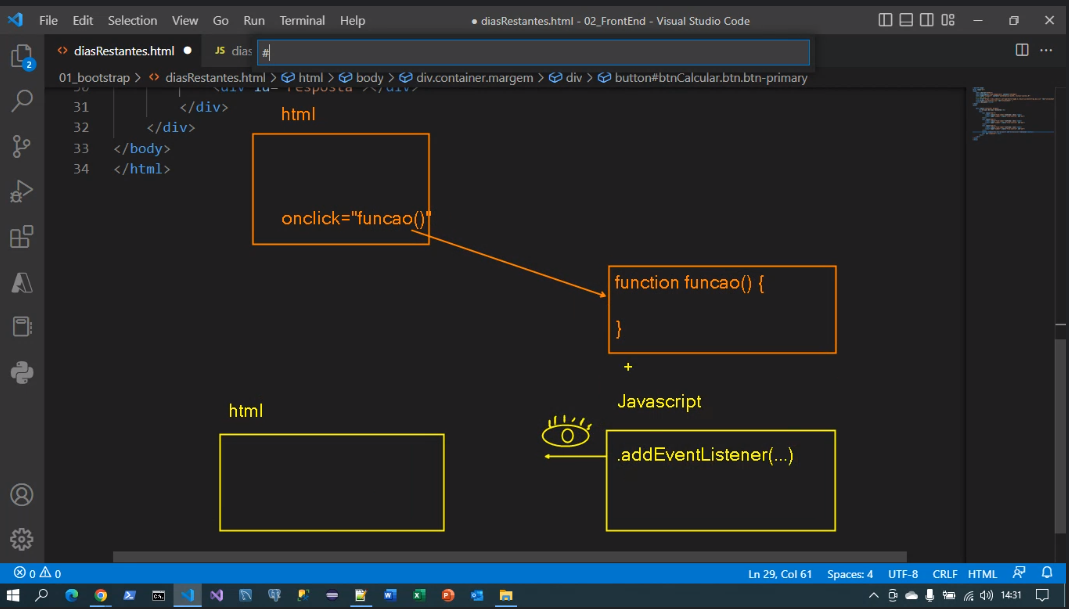 File Edit Selection View Go Run Terminal Help
● diasRestantes.html - 02_FrontEnd - Visual Studio Code
<> diasRestantes.html ●
JS dias
#
01_bootstrap > <> diasRestantes.html > html > body > div.container.margem > div > button#btnCalcular.btn.btn-primary
30 <div id="resposta"></div>
31 </div>
32 </div>
33 </body>
34 </html>
html
onclick="funcao()"
function funcao() {
}
+
Javascript
.addEventListener(...)
html
2
0 0
Ln 29, Col 61 Spaces: 4 UTF-8 CRLF HTML
14:31